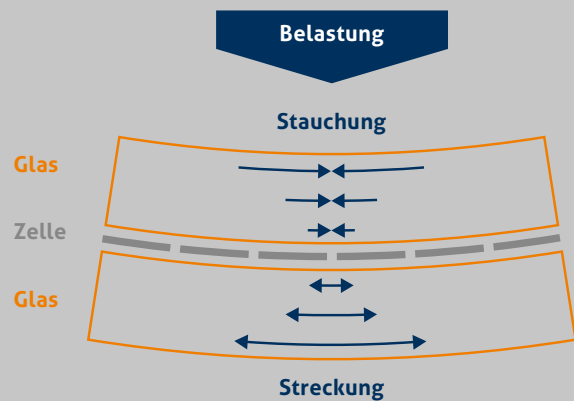 Belastung
Stauchung
Glas
Zelle
Glas
Streckung